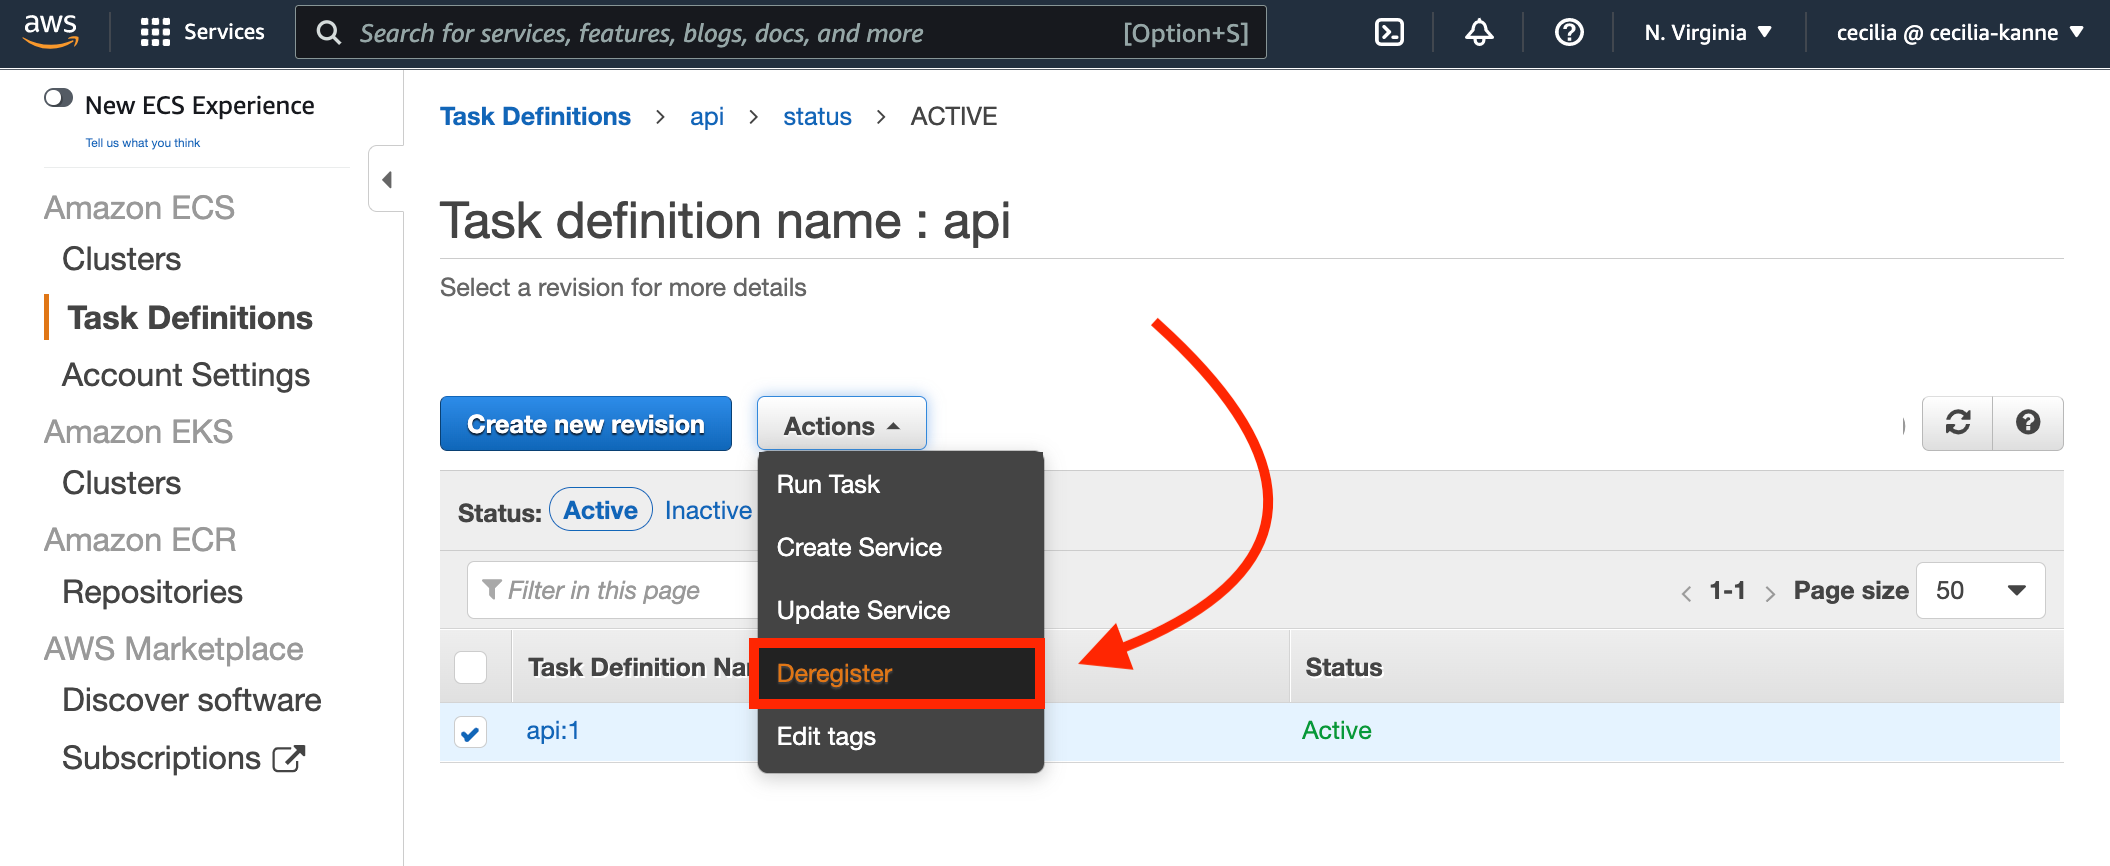 aws
Services
Search for services, features, blogs, docs, and more [Option+S]
N. Virginia
cecilia @ cecilia-kanne
New ECS Experience
Tell us what you think
Amazon ECS
Clusters
Task Definitions
Account Settings
Amazon EKS
Clusters
Amazon ECR
Repositories
AWS Marketplace
Discover software
Subscriptions
Task Definitions > api > status > ACTIVE
Task definition name : api
Select a revision for more details
Create new revision
Actions
Run Task
Create Service
Update Service
Deregister
Edit tags
Status: Active Inactive
Filter in this page
< 1-1 > Page size 50
Task Definition Status
api:1 Active